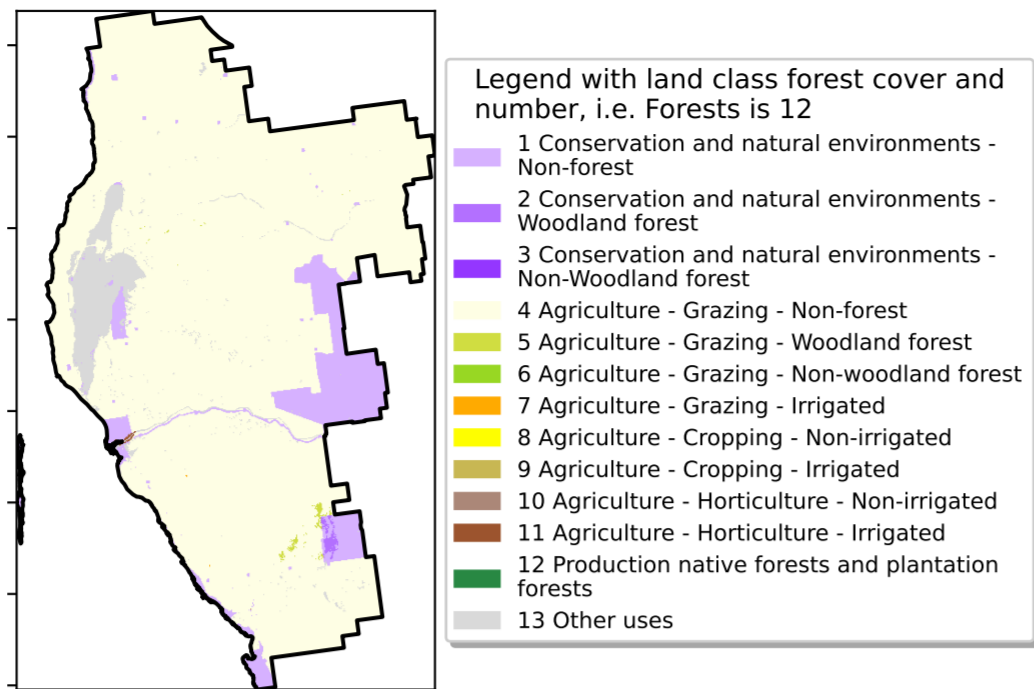 Legend with land class forest cover and
number, i.e. Forests is 12
1 Conservation and natural environments -
Non-forest
2 Conservation and natural environments -
Woodland forest
3 Conservation and natural environments -
Non-Woodland forest
4 Agriculture - Grazing - Non-forest
5 Agriculture - Grazing - Woodland forest
6 Agriculture - Grazing - Non-woodland forest
7 Agriculture - Grazing - Irrigated
8 Agriculture - Cropping - Non-irrigated
9 Agriculture - Cropping - Irrigated
10 Agriculture - Horticulture - Non-irrigated
11 Agriculture - Horticulture - Irrigated
12 Production native forests and plantation
forests
13 Other uses